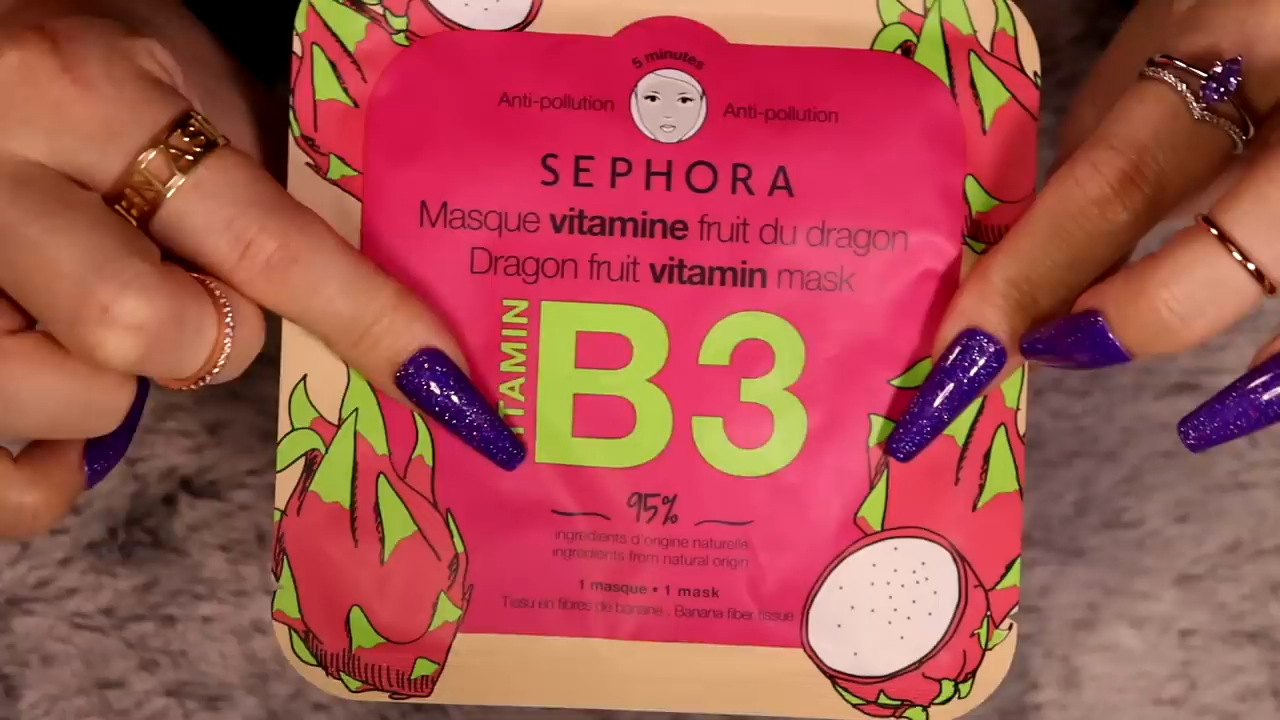 5 minutes
Anti-pollution Anti-pollution
SEPHORA
Masque vitamine fruit du dragon
Dragon fruit vitamin mask
VITAMIN
B3
95%
ingrédients d'origine naturelle
ingredients from natural origin
1 masque • 1 mask
Tissu en fibres de banane . Banana fiber tissue